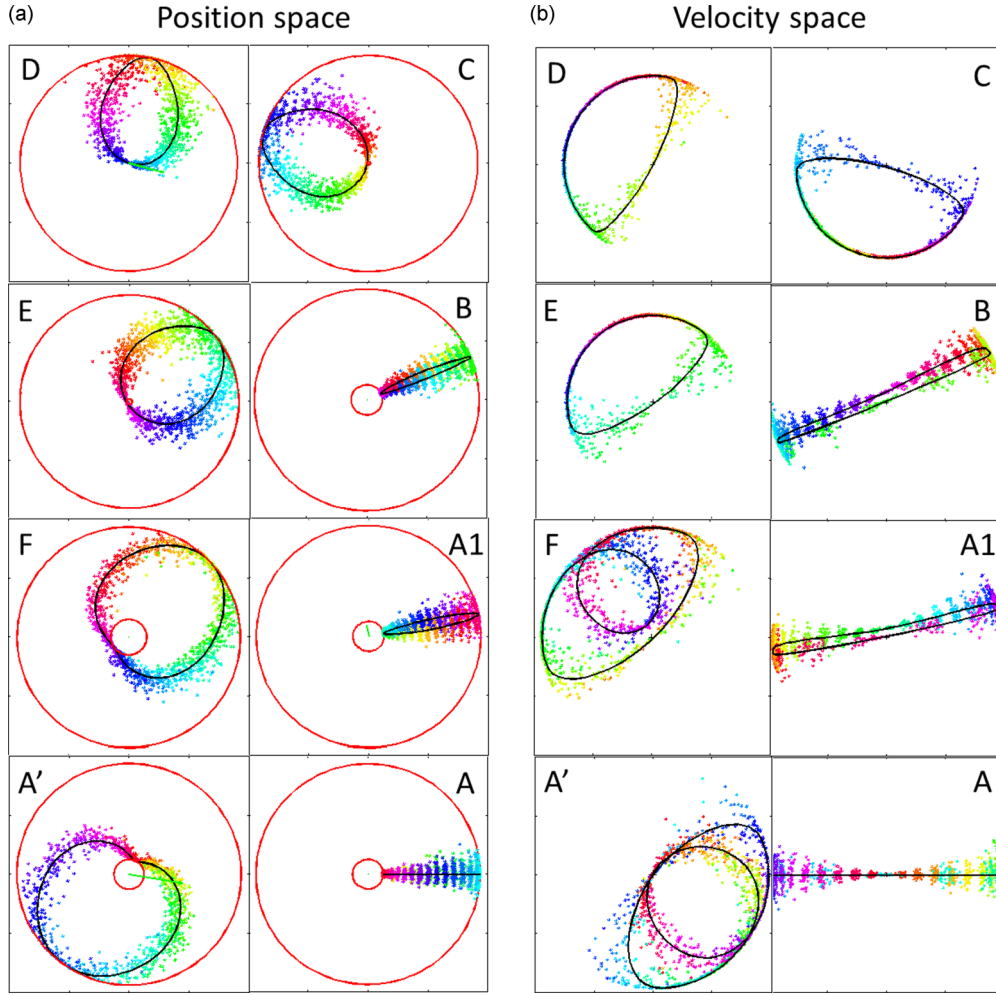 (a) Position space (b) Velocity space
D C D C
E B E B
F A1 F A1
A’ A A’ A